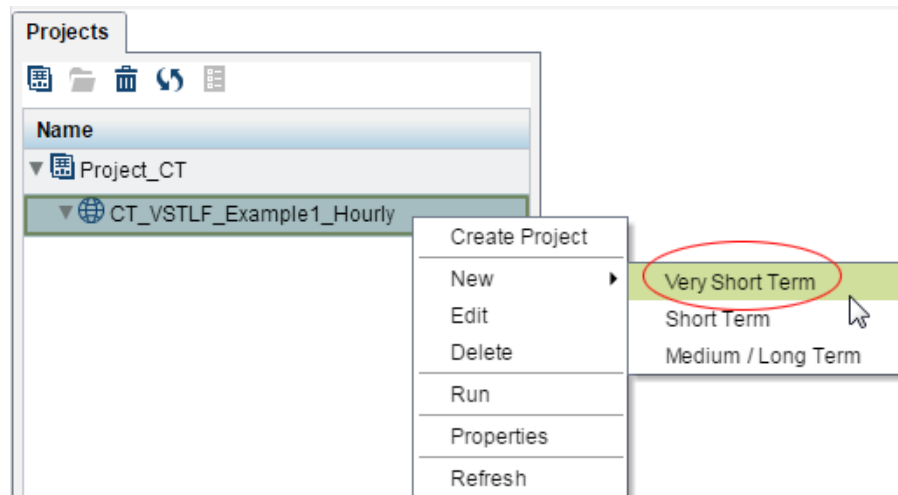 Projects
Name
Project_CT
CT_VSTLF_Example1_Hourly
Create Project
New
Edit
Delete
Run
Properties
Refresh
Very Short Term
Short Term
Medium / Long Term